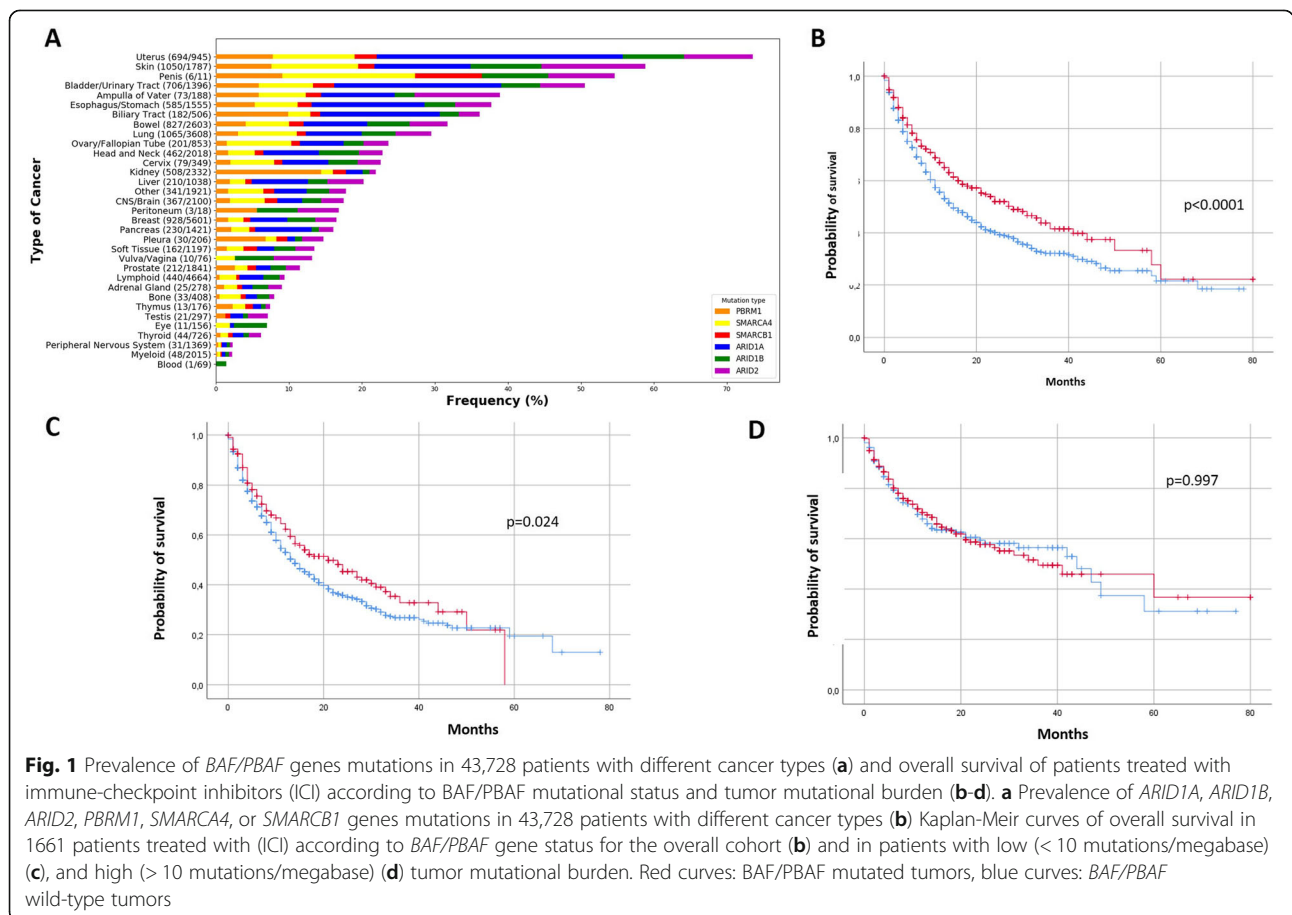 A
Type of Cancer
Uterus (694/945)
Skin (1050/1787)
Penis (6/11)
Bladder/Urinary Tract (706/1396)
Ampulla of Vater (73/188)
Esophagus/Stomach (585/1555)
Biliary Tract (182/506)
Bowel (827/2603)
Lung (1065/3608)
Ovary/Fallopian Tube (201/853)
Head and Neck (462/2018)
Cervix (79/349)
Kidney (508/2332)
Liver (210/1038)
Other (341/1921)
CNS/Brain (367/2100)
Peritoneum (3/18)
Breast (928/5601)
Pancreas (230/1421)
Pleura (30/206)
Soft Tissue (162/1197)
Vulva/Vagina (10/76)
Prostate (212/1841)
Lymphoid (440/4664)
Adrenal Gland (25/278)
Bone (33/408)
Thymus (13/176)
Testis (21/297)
Eye (11/156)
Thyroid (44/726)
Peripheral Nervous System (31/1369)
Myeloid (48/2015)
Blood (1/69)
0 10 20 30 40 50 60 70
Frequency (%)
Mutation type
PBRM1
SMARCA4
SMARCB1
ARID1A
ARID1B
ARID2
B
Probability of survival
1,0
0,8
0,2
0,0
p<0.0001
0 20 40 60 80
Months
C
Probability of survival
1,0
0,8
0,6
0,4
0,2
0,0
p=0.024
0 20 40 60 80
Months
D
Probability of survival
1,0
0,0
p=0.997
0 20 40 60 80
Months
Fig. 1 Prevalence of BAF/PBAF genes mutations in 43,728 patients with different cancer types (a) and overall survival of patients treated with
immune-checkpoint inhibitors (ICI) according to BAF/PBAF mutational status and tumor mutational burden (b-d). a Prevalence of ARID1A, ARID1B,
ARID2, PBRM1, SMARCA4, or SMARCB1 genes mutations in 43,728 patients with different cancer types (b) Kaplan-Meir curves of overall survival in
1661 patients treated with (ICI) according to BAF/PBAF gene status for the overall cohort (b) and in patients with low (< 10 mutations/megabase)
(c), and high (> 10 mutations/megabase) (d) tumor mutational burden. Red curves: BAF/PBAF mutated tumors, blue curves: BAF/PBAF
wild-type tumors